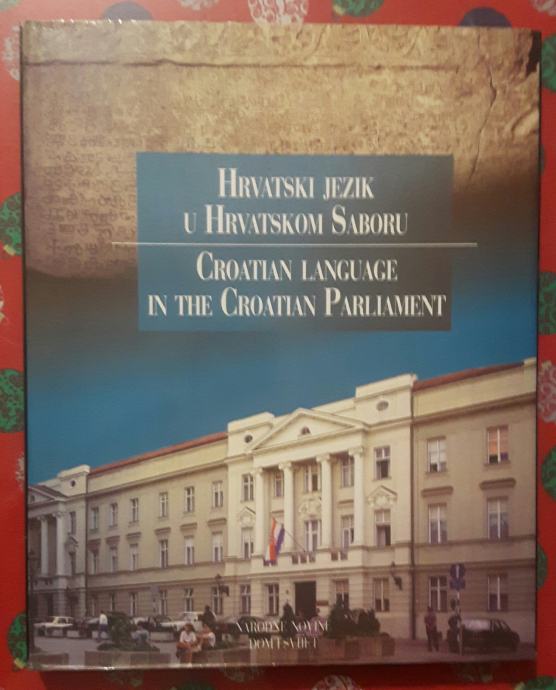 HRVATSKI JEZIK
U HRVATSKOM SABORU
CROATIAN LANGUAGE
IN THE CROATIAN PARLIAMENT
NARODNE NOVINE
DOM I SVIJET